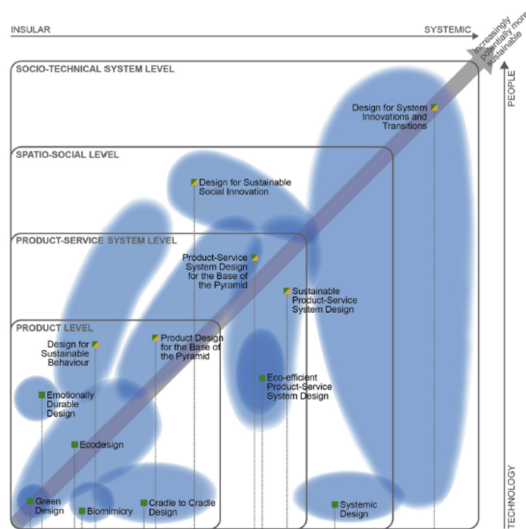 INSULAR
SYSTEMIC
Increasingly
potentially more
sustainable
PEOPLE
SOCIO-TECHNICAL SYSTEM LEVEL
Design for System
Innovations and
Transitions
SPATIO-SOCIAL LEVEL
Design for Sustainable
Social Innovation
PRODUCT-SERVICE SYSTEM LEVEL
Product-Service
System Design
for the Base of
the Pyramid
Sustainable
Product-Service
System Design
PRODUCT LEVEL
Design for
Sustainable
Behaviour
Product Design
for the Base of
the Pyramid
Eco-efficient
Product-Service
System Design
Emotionally
Durable
Design
Ecodesign
Green
Design
Biomimicry
Cradle to Cradle
Design
Systemic
Design
TECHNOLOGY